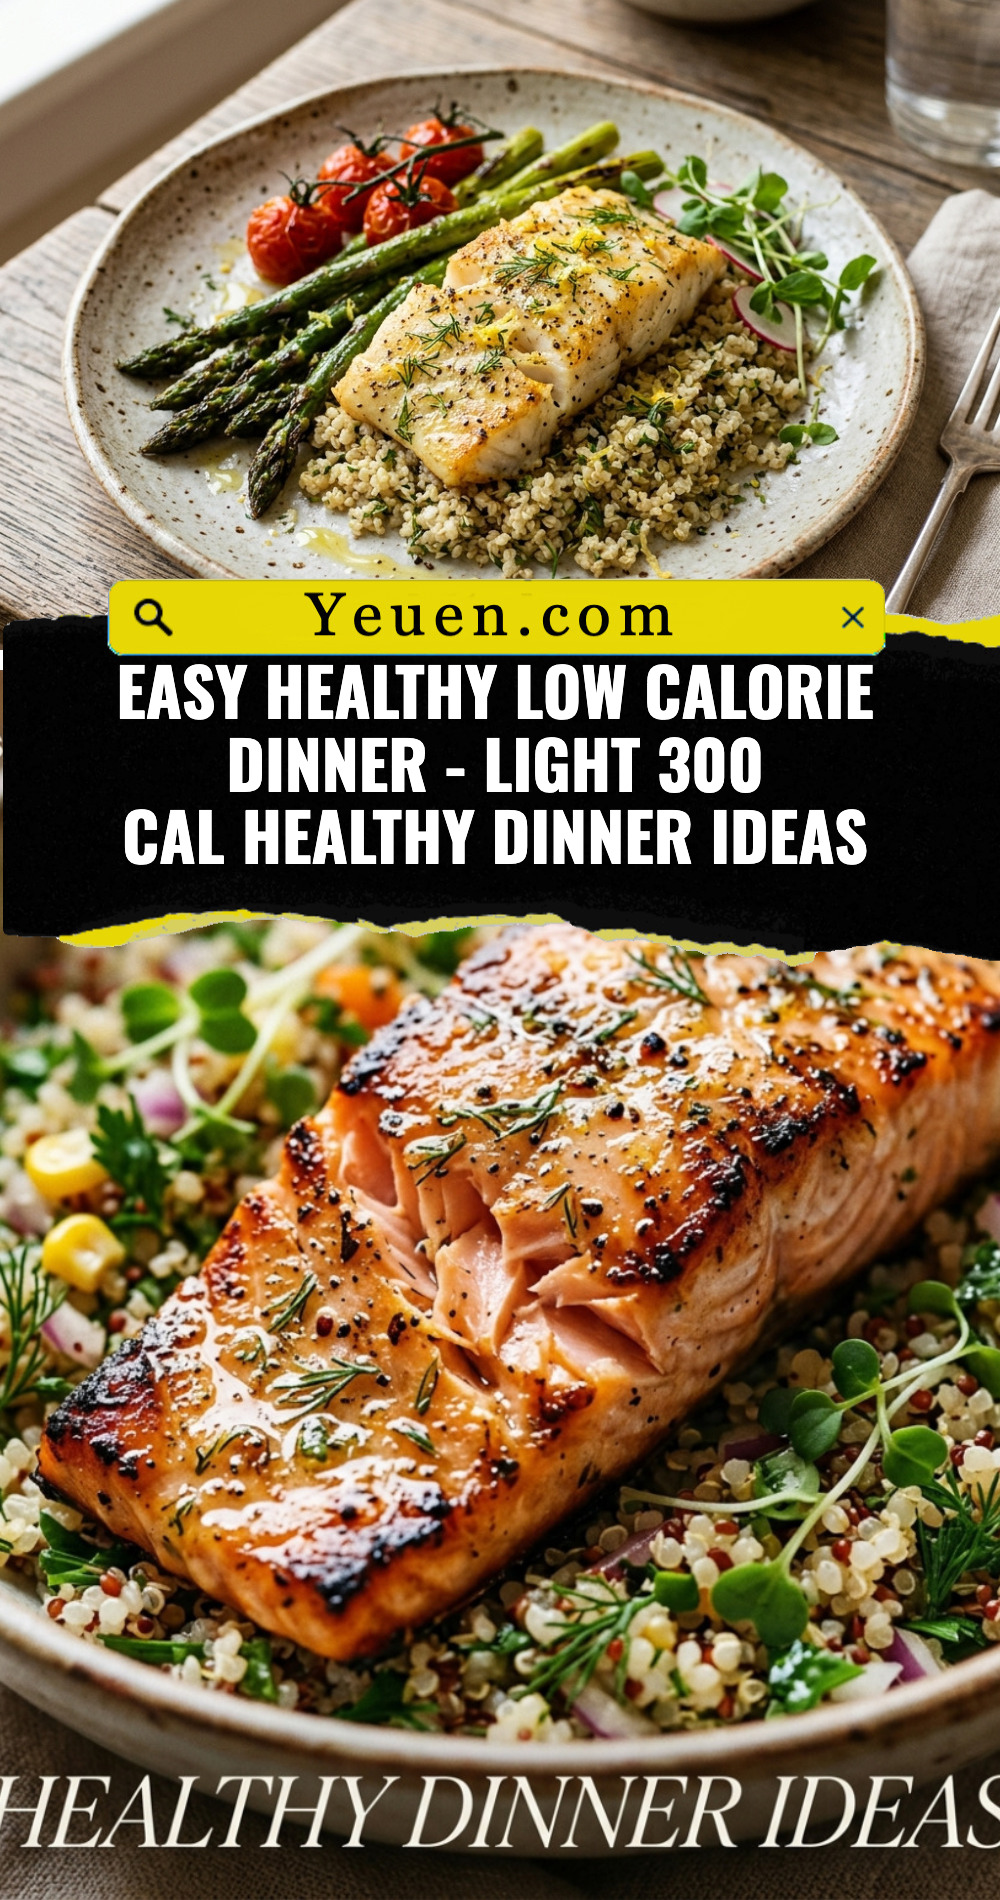 Yeuen.com
EASY HEALTHY LOW CALORIE
DINNER - LIGHT 300
CAL HEALTHY DINNER IDEAS
HEALTHY DINNER IDEAS